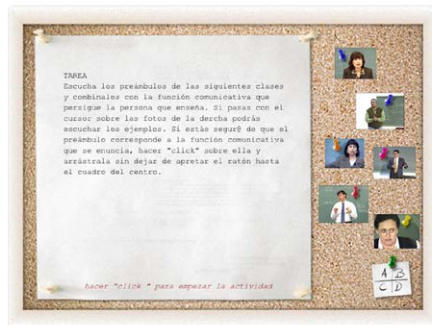 TAREA
Escucha los preámbulos de las siguientes clases
y combinales con la función comunicativa que
persigue la persona que enseña. Si pasas con el
cursor sobre las fotos de la dercha podrás
escuchar los ejemplos. Si estás segur@ de que el
preámbulo corresponde a la función comunicativa
que se enuncia, hacer "click" sobre ella y
arrástrala sin dejar de apretar el ratón hasta
el cuadro del centro.
hacer "click " para empezar la actividad
A B
C D